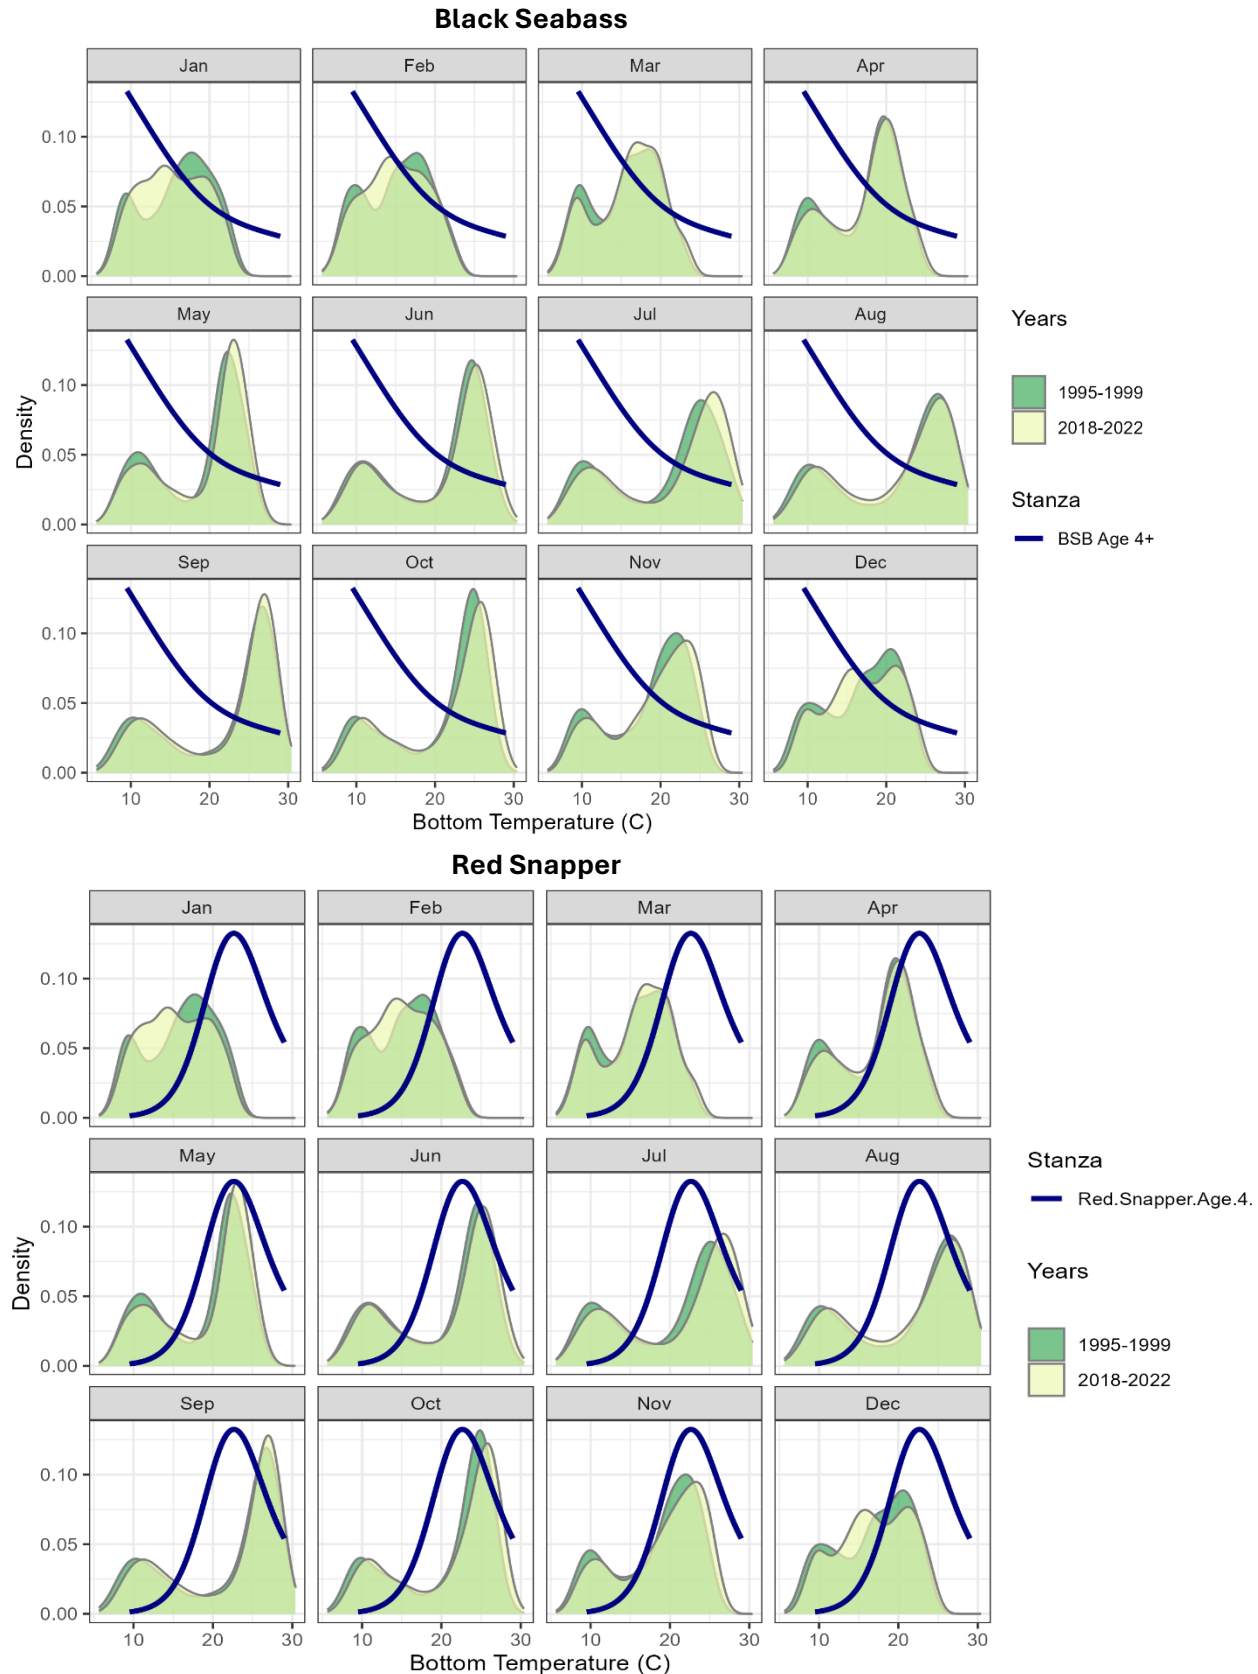 Black Seabass
Jan Feb Mar Apr
0.10
0.05
0.00
May Jun Jul Aug
0.10
0.05
0.00
Sep Oct Nov Dec
0.10
0.05
0.00
10 20 30 10 20 30 10 20 30 10 20 30
Bottom Temperature (C)
Density
Years
1995-1999
2018-2022
Stanza
BSB Age 4+
Red Snapper
Jan Feb Mar Apr
0.10
0.05
0.00
May Jun Jul Aug
0.10
0.05
0.00
Sep Oct Nov Dec
0.10
0.05
0.00
10 20 30 10 20 30 10 20 30 10 20 30
Bottom Temperature (C)
Density
Stanza
Red.Snapper.Age.4.
Years
1995-1999
2018-2022